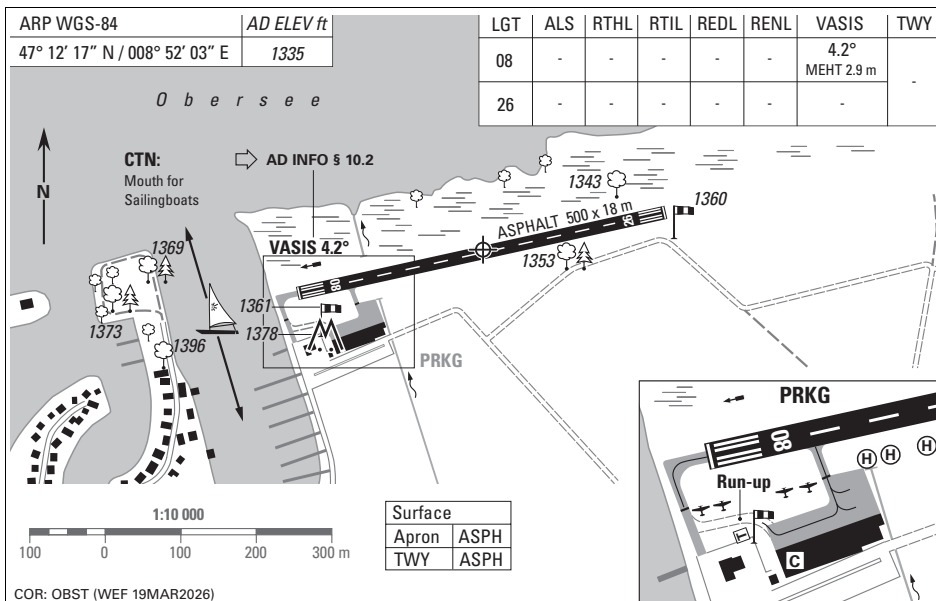 ARP WGS-84 AD ELEV ft
47° 12' 17" N / 008° 52' 03" E 1335
LGT ALS RTHL RTIL REDL RENL VASIS TWY
08 - - - - - 4.2° MEHT 2.9 m -
26 - - - - - -
Obersee
N
CTN:
Mouth for
Sailingboats
AD INFO § 10.2
VASIS 4.2°
1343
1360
ASPHALT 500 x 18 m
26
08
1353
1369
1373
1396
1361
1378
PRKG
PRKG
08
H H H
Run-up
T
C
1:10 000
100 0 100 200 300 m
Surface
Apron ASPH
TWY ASPH
COR: OBST (WEF 19MAR2026)